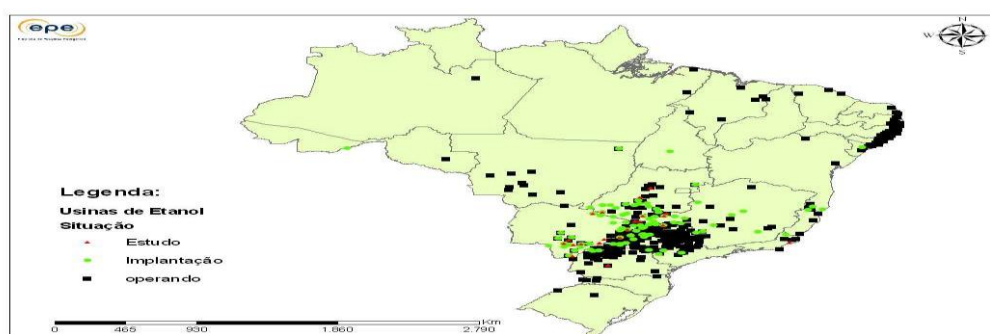 epe
N
W E
S
Legenda:
Usinas de Etanol
Situação
Estudo
Implantação
operando
Km
0 465 930 1.860 2.790